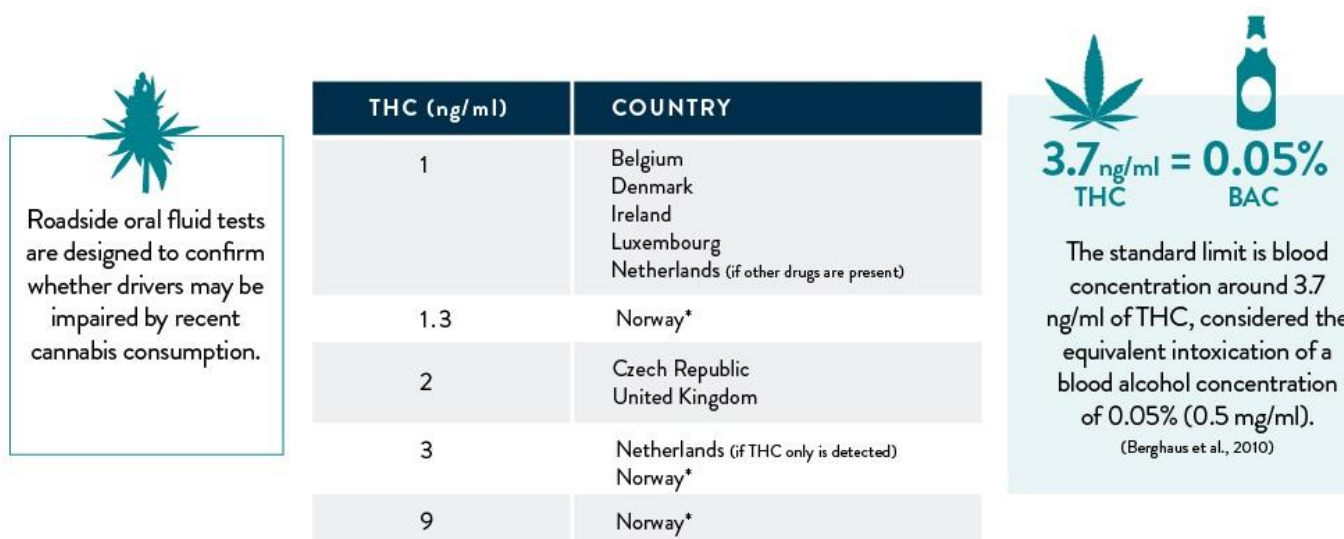 Roadside oral fluid tests
are designed to confirm
whether drivers may be
impaired by recent
cannabis consumption.
THC (ng/ml) COUNTRY
1 Belgium
Denmark
Ireland
Luxembourg
Netherlands (if other drugs are present)
1.3 Norway*
2 Czech Republic
United Kingdom
3 Netherlands (if THC only is detected)
Norway*
9 Norway*
3.7 ng/ml = 0.05%
THC BAC
The standard limit is blood
concentration around 3.7
ng/ml of THC, considered the
equivalent intoxication of a
blood alcohol concentration
of 0.05% (0.5 mg/ml).
(Berghaus et al., 2010)